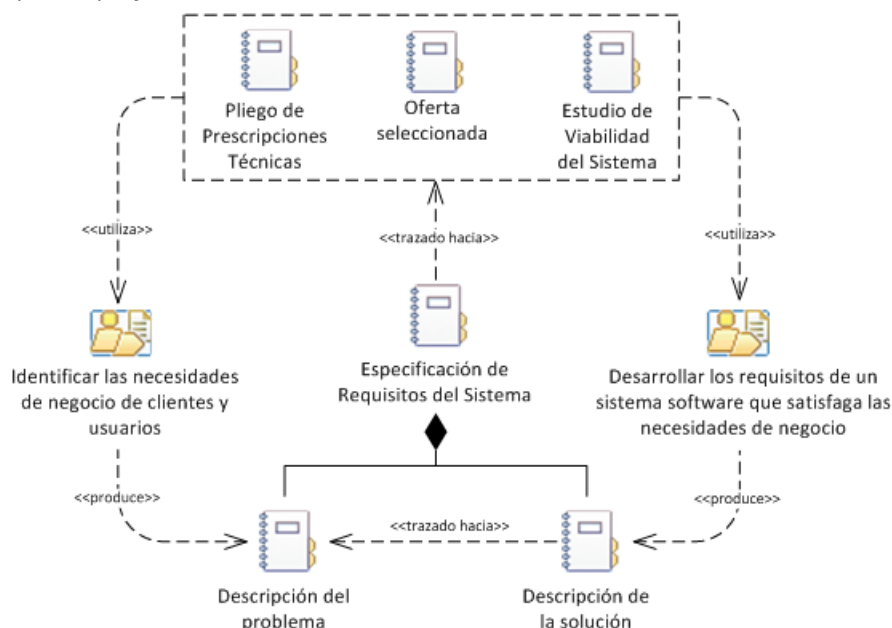 Pliego de
Prescripciones
Técnicas
Oferta
seleccionada
Estudio de
Viabilidad
del Sistema
<<utiliza>>
<<trazado hacia>>
<<utiliza>>
Identificar las necesidades
de negocio de clientes y
usuarios
Especificación de
Requisitos del Sistema
Desarrollar los requisitos de un
sistema software que satisfaga las
necesidades de negocio
<<produce>>
<<trazado hacia>>
<<produce>>
Descripción del
problema
Descripción de
la solución